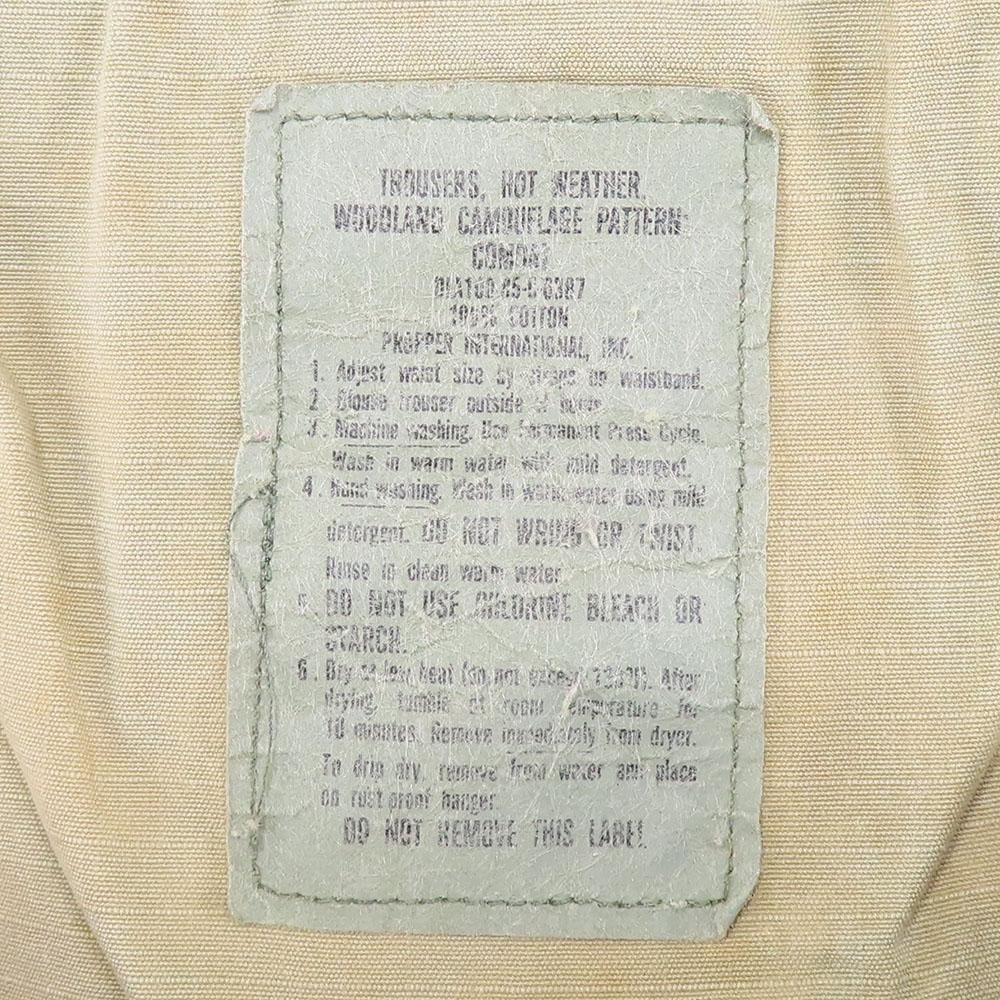 TROUSERS, HOT WEATHER,
WOODLAND CAMOUFLAGE PATTERN:
COMBAT
100% COTTON
PROPPER INTERNATIONAL, INC.
1. Adjust waist size by straps on waistband.
2 Blouse trouser outside of boots
3. Machine washing. Use Permanent Press Cycle.
Wash in warm water with mild detergent.
4. Hand washing. Wash in warm water using mild
detergent. DO NOT WRING OR TWIST.
Rinse in clean warm water
5. DO NOT USE CHLORINE BLEACH OR
STARCH.
6. Dry at low heat (do not exceed After
drying, tumble at room temperature for
10 minutes. Remove immediately from dryer.
To drip dry, remove from water and place
on rust proof hanger.
DO NOT REMOVE THIS LABEL.